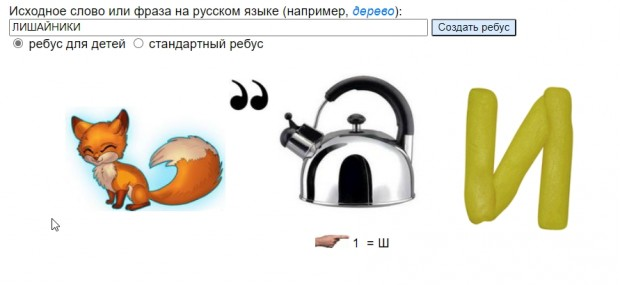 Исходное слово или фраза на русском языке (например, дерево):
ЛИШАЙНИКИ Создать ребус
ребус для детей стандартный ребус
,, И
1 = Ш